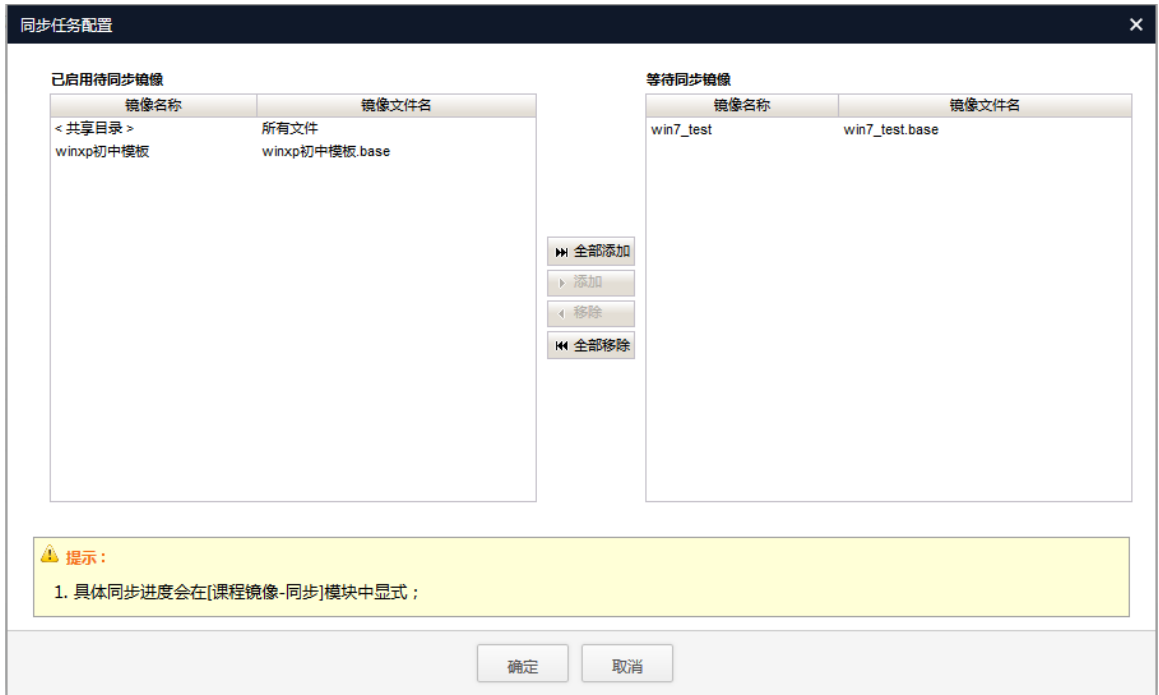 同步任务配置
已启用待同步镜像
镜像名称 镜像文件名
<共享目录> 所有文件
winxp初中模板 winxp初中模板.base
全部添加
添加
移除
全部移除
等待同步镜像
镜像名称 镜像文件名
win7_test win7_test.base
提示：
1. 具体同步进度会在[课程镜像-同步]模块中显式；
确定 取消